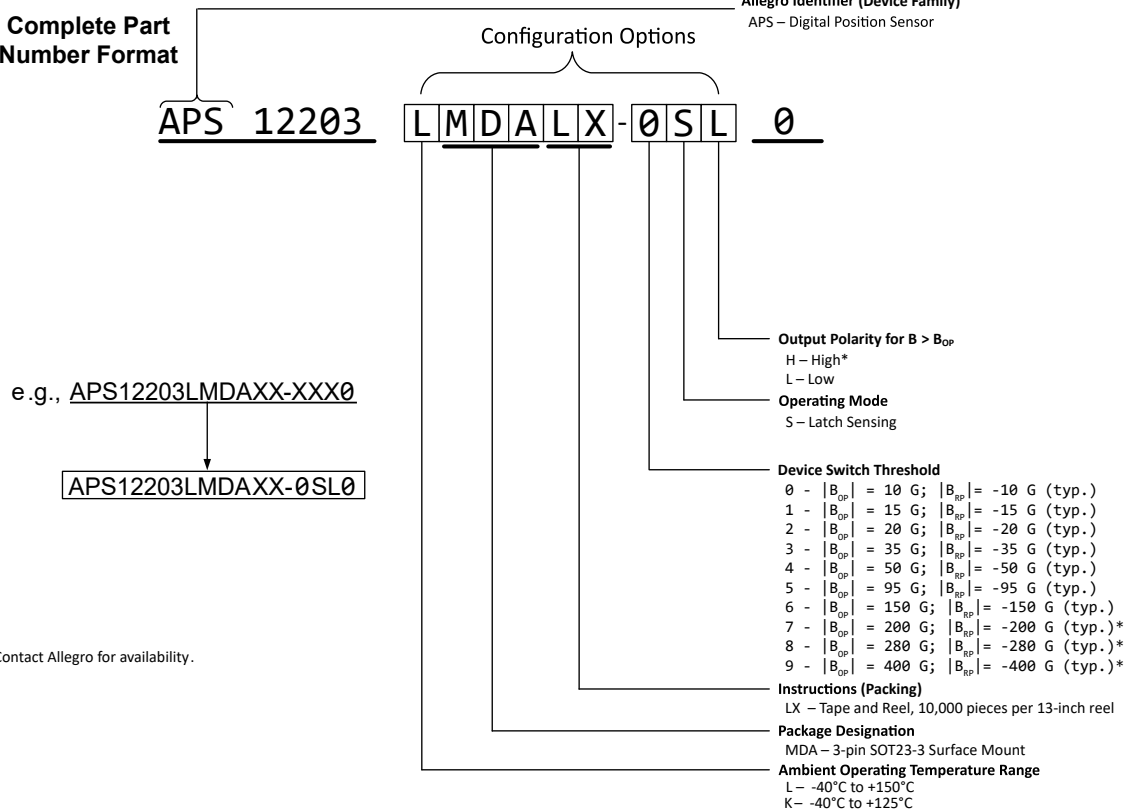 Allegro Identifier (Device Family)
APS – Digital Position Sensor
Complete Part
Number Format
Configuration Options
APS 12203 LMDALX-0SL 0
Output Polarity for B > BOP
H – High*
L – Low
Operating Mode
S – Latch Sensing
e.g., APS12203LMDAXX-XXX0
APS12203LMDAXX-0SL0
Device Switch Threshold
0 - |BOP| = 10 G; |BRP|= -10 G (typ.)
1 - |BOP| = 15 G; |BRP|= -15 G (typ.)
2 - |BOP| = 20 G; |BRP|= -20 G (typ.)
3 - |BOP| = 35 G; |BRP|= -35 G (typ.)
4 - |BOP| = 50 G; |BRP|= -50 G (typ.)
5 - |BOP| = 95 G; |BRP|= -95 G (typ.)
6 - |BOP| = 150 G; |BRP|= -150 G (typ.)
7 - |BOP| = 200 G; |BRP|= -200 G (typ.)*
8 - |BOP| = 280 G; |BRP|= -280 G (typ.)*
9 - |BOP| = 400 G; |BRP|= -400 G (typ.)*
Contact Allegro for availability.
Instructions (Packing)
LX – Tape and Reel, 10,000 pieces per 13-inch reel
Package Designation
MDA – 3-pin SOT23-3 Surface Mount
Ambient Operating Temperature Range
L – -40°C to +150°C
K – -40°C to +125°C